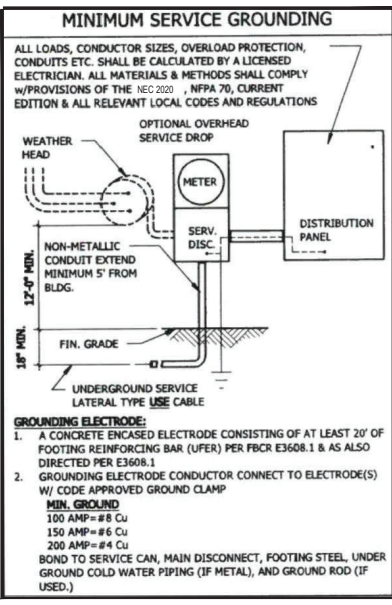 MINIMUM SERVICE GROUNDING
ALL LOADS, CONDUCTOR SIZES, OVERLOAD PROTECTION,
CONDUITS ETC. SHALL BE CALCULATED BY A LICENSED
ELECTRICIAN. ALL MATERIALS & METHODS SHALL COMPLY
w/PROVISIONS OF THE NEC 2020 , NFPA 70, CURRENT
EDITION & ALL RELEVANT LOCAL CODES AND REGULATIONS
OPTIONAL OVERHEAD
SERVICE DROP
WEATHER
HEAD
METER
SERV.
DISC.
DISTRIBUTION
PANEL
NON-METALLIC
CONDUIT EXTEND
MINIMUM 5' FROM
BLDG.
12'-0" MIN.
18" MIN.
FIN. GRADE
UNDERGROUND SERVICE
LATERAL TYPE USE CABLE
GROUNDING ELECTRODE:
1. A CONCRETE ENCASED ELECTRODE CONSISTING OF AT LEAST 20' OF
FOOTING REINFORCING BAR (UFER) PER FBCR E3608.1 & AS ALSO
DIRECTED PER E3608.1
2. GROUNDING ELECTRODE CONDUCTOR CONNECT TO ELECTRODE(S)
W/ CODE APPROVED GROUND CLAMP
MIN. GROUND
100 AMP=#8 Cu
150 AMP=#6 Cu
200 AMP=#4 Cu
BOND TO SERVICE CAN, MAIN DISCONNECT, FOOTING STEEL, UNDER
GROUND COLD WATER PIPING (IF METAL), AND GROUND ROD (IF
USED.)